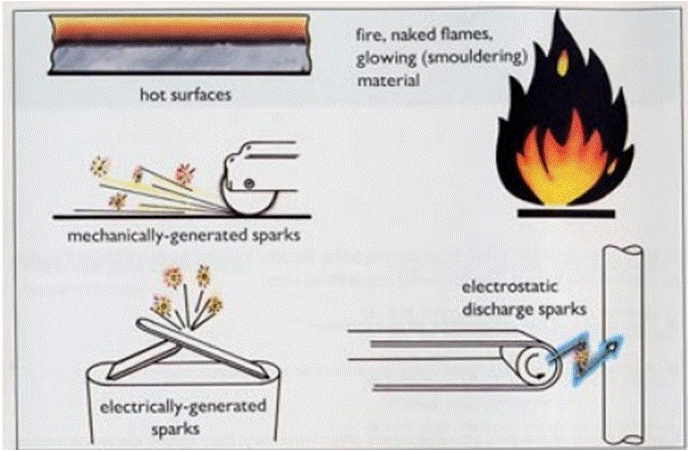 hot surfaces
fire, naked flames,
glowing (smouldering)
material
mechanically-generated sparks
electrostatic
discharge sparks
electrically-generated
sparks